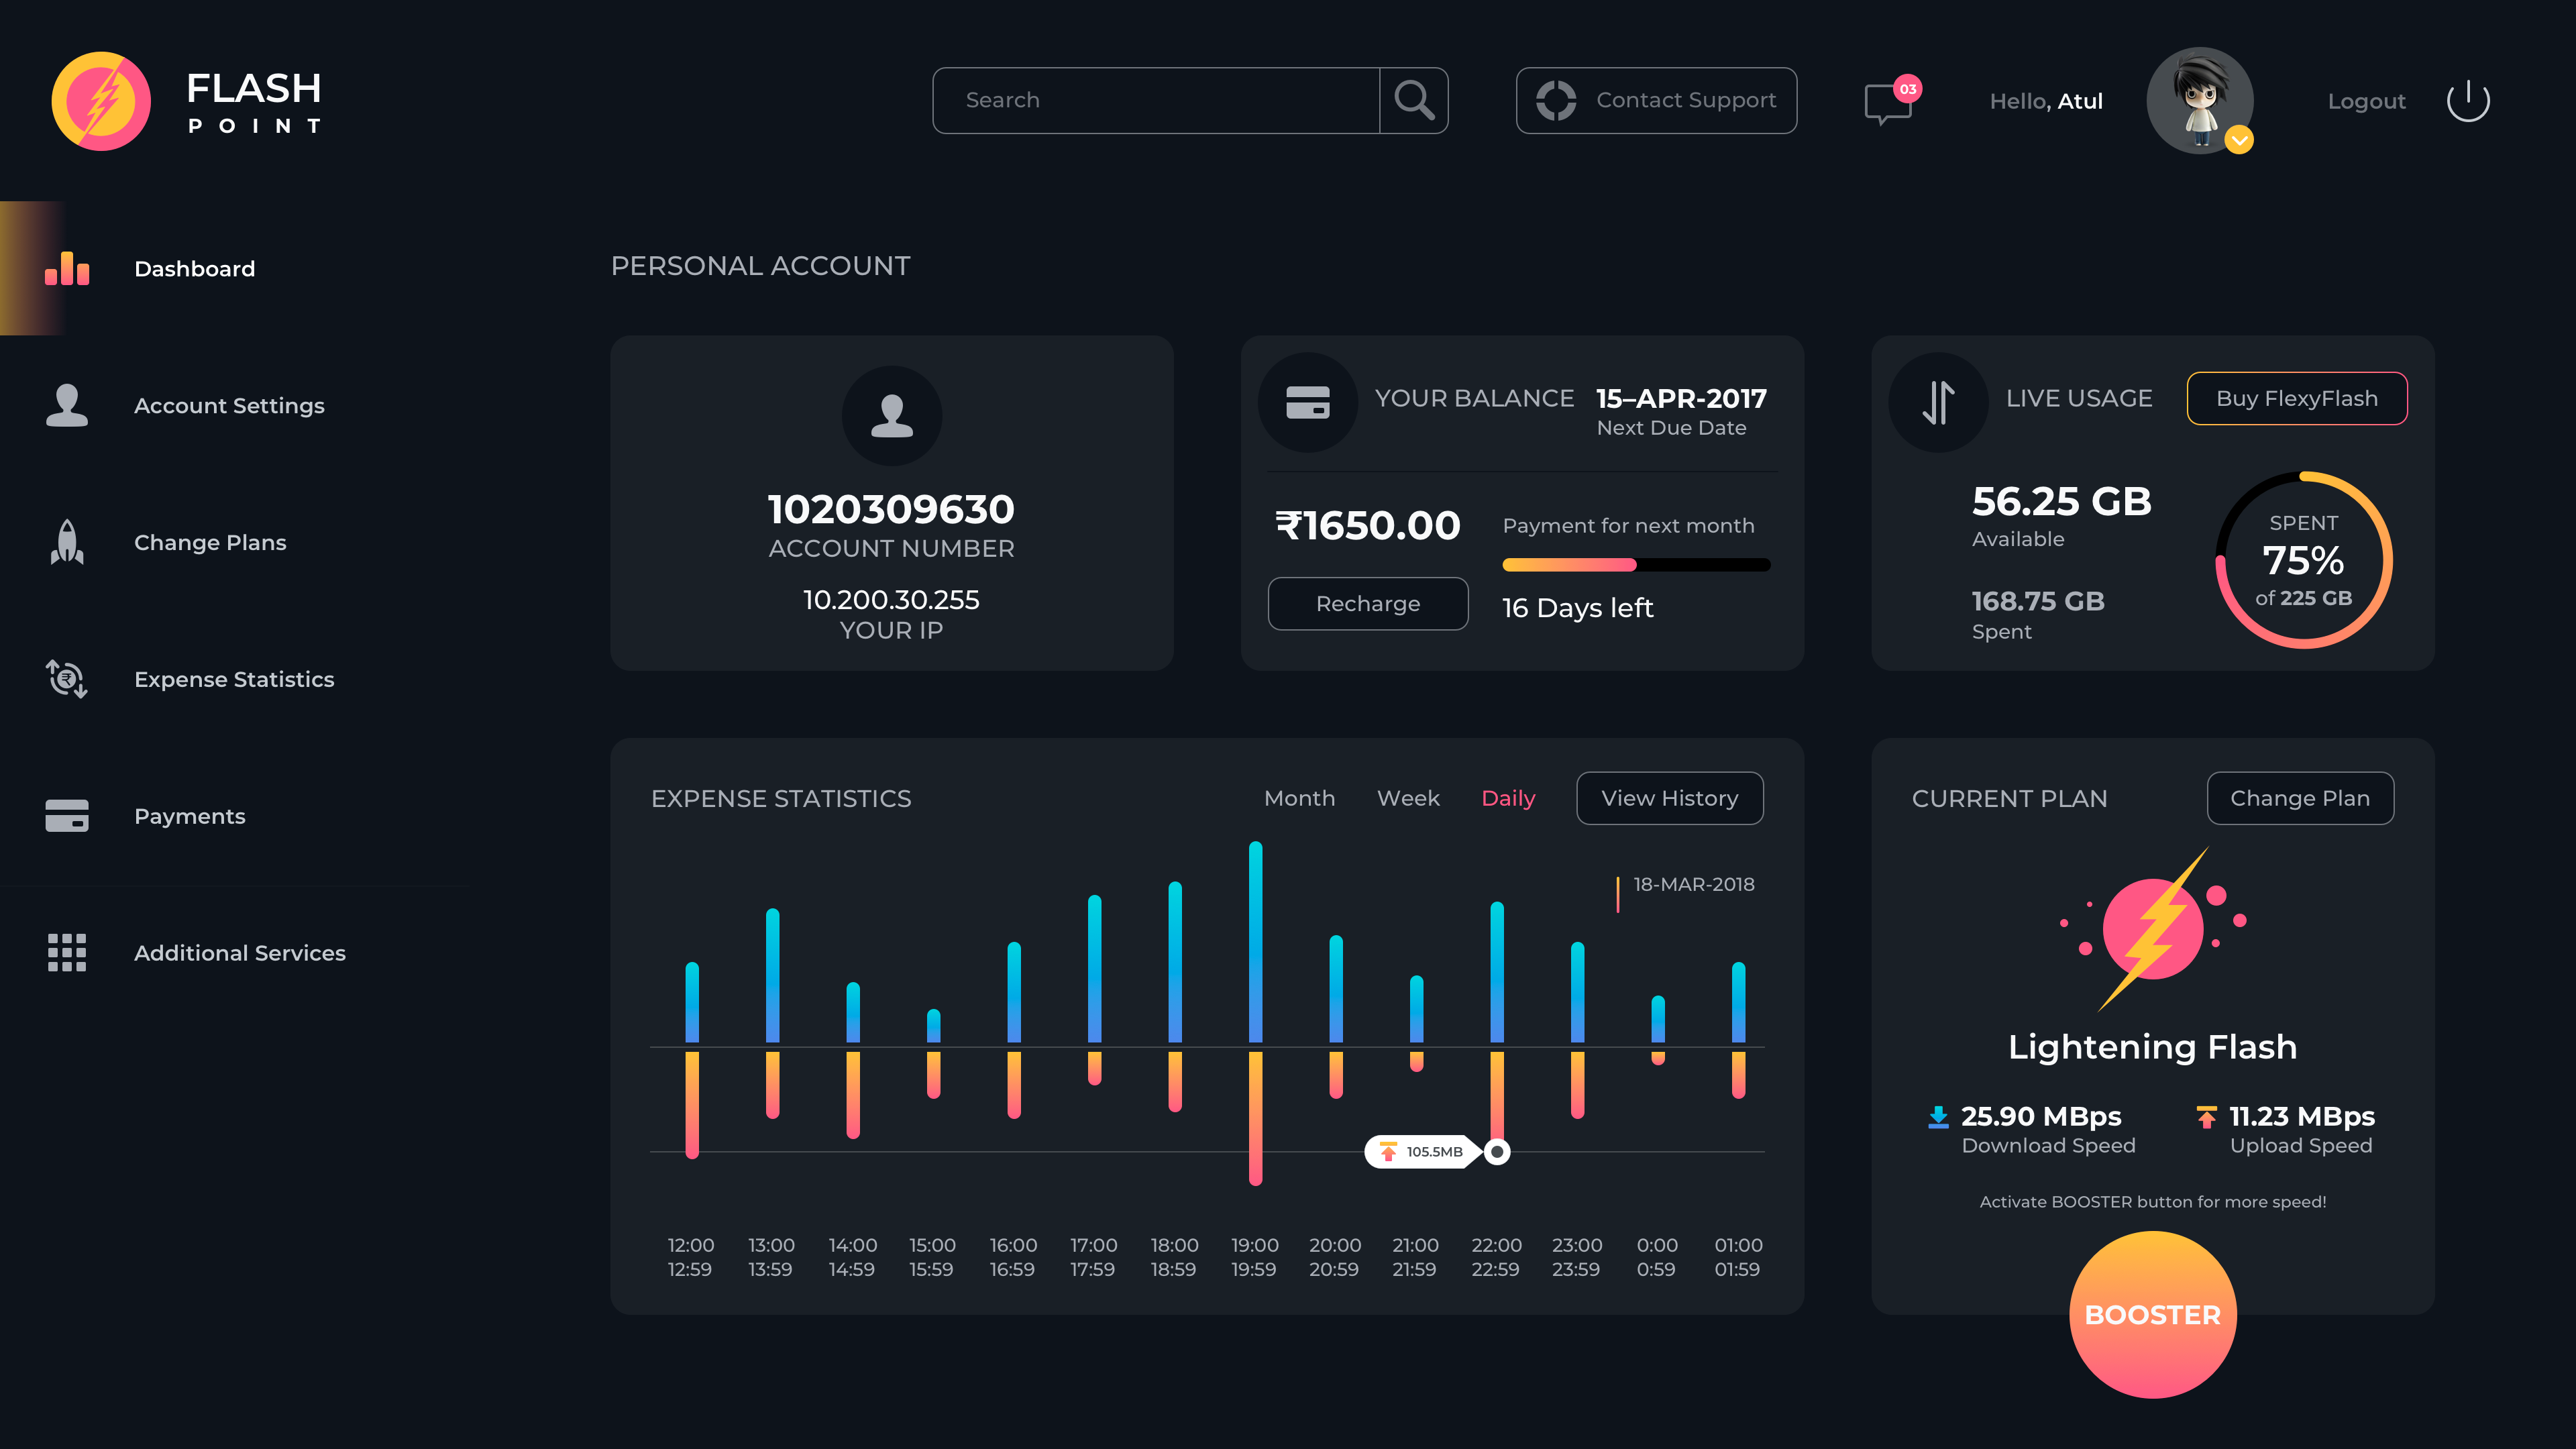 FLASH
POINT
Search
Contact Support
03
Hello, Atul
Logout
Dashboard
Account Settings
Change Plans
Expense Statistics
Payments
Additional Services
PERSONAL ACCOUNT
1020309630
ACCOUNT NUMBER
10.200.30.255
YOUR IP
YOUR BALANCE
15–APR-2017
Next Due Date
₹1650.00
Recharge
Payment for next month
16 Days left
LIVE USAGE
Buy FlexyFlash
56.25 GB
Available
168.75 GB
Spent
SPENT
75%
of 225 GB
EXPENSE STATISTICS
Month
Week
Daily
View History
18-MAR-2018
105.5MB
12:00 13:00 14:00 15:00 16:00 17:00 18:00 19:00 20:00 21:00 22:00 23:00 0:00 01:00
12:59 13:59 14:59 15:59 16:59 17:59 18:59 19:59 20:59 21:59 22:59 23:59 0:59 01:59
CURRENT PLAN
Change Plan
Lightening Flash
25.90 MBps
Download Speed
11.23 MBps
Upload Speed
Activate BOOSTER button for more speed!
BOOSTER